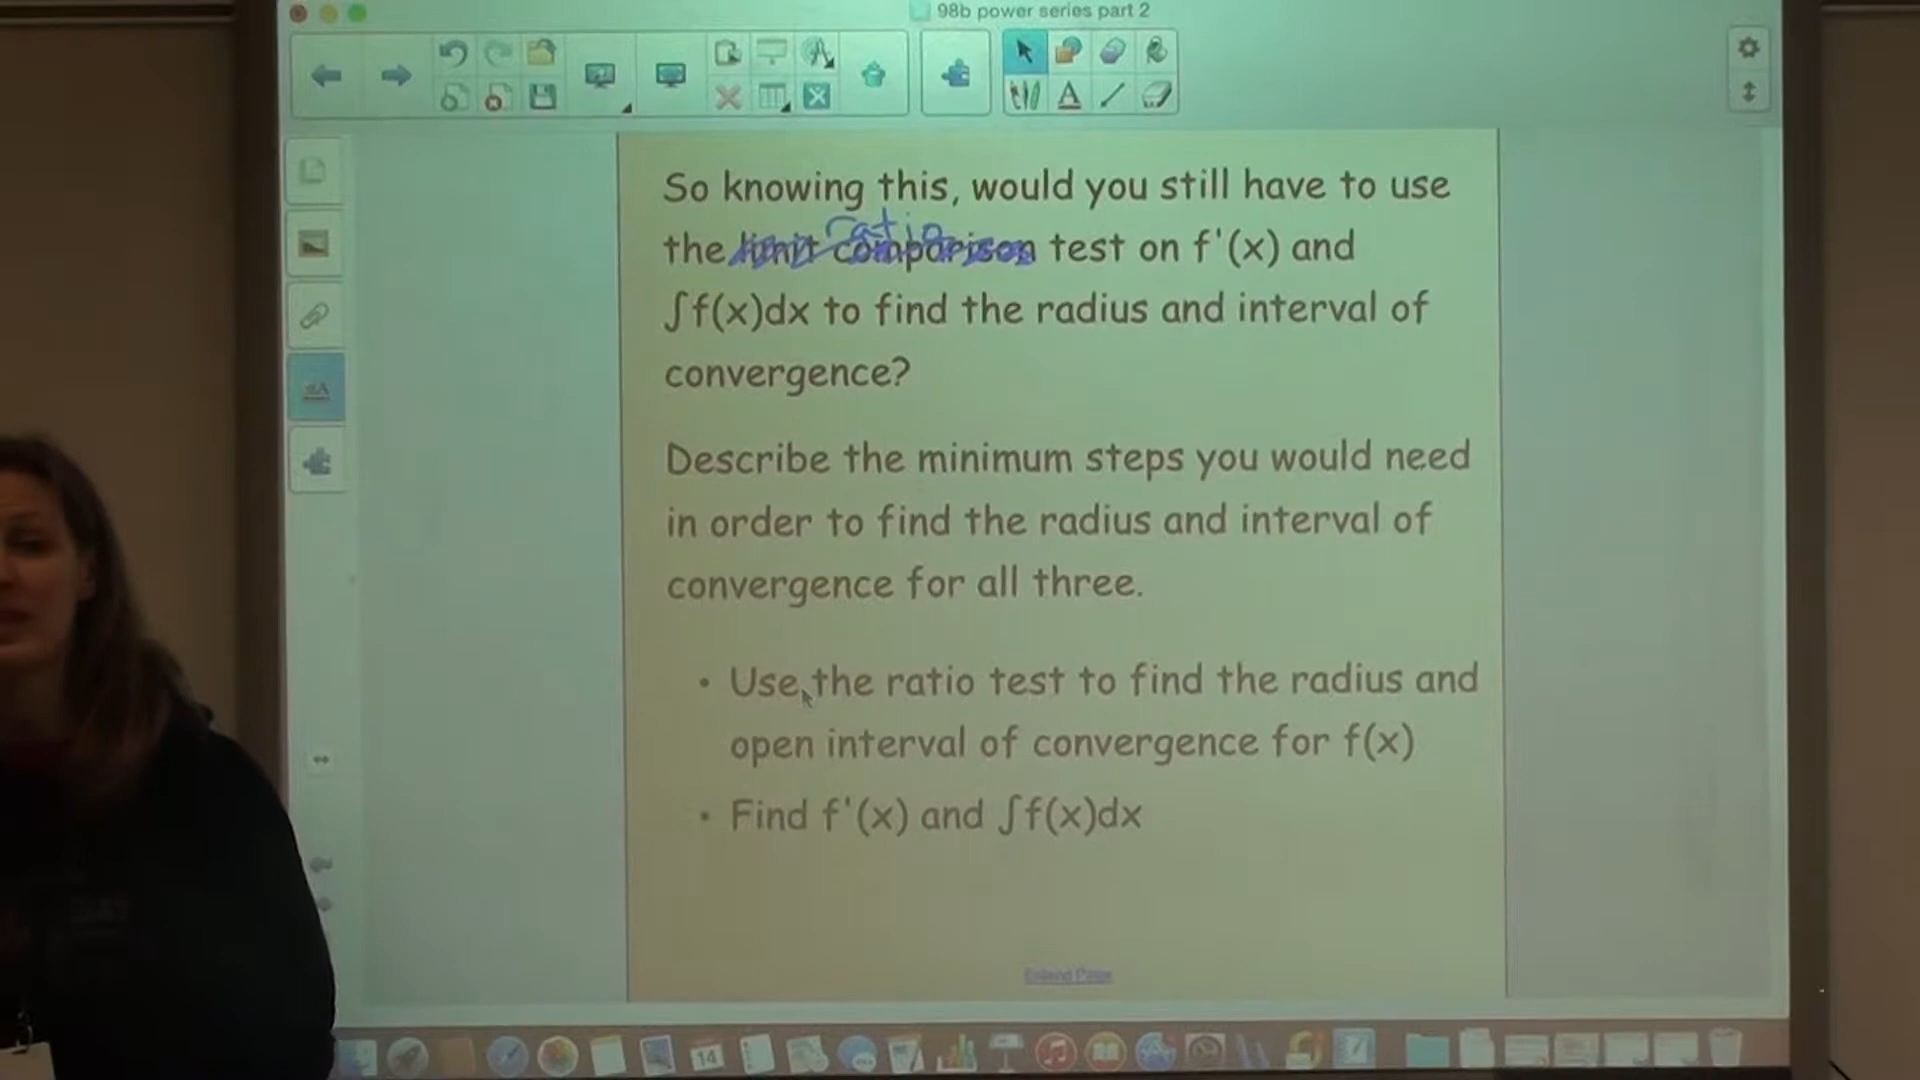 98b power series part 2
So knowing this, would you still have to use
ratio
the limit comparison test on f'(x) and
∫f(x)dx to find the radius and interval of
convergence?
Describe the minimum steps you would need
in order to find the radius and interval of
convergence for all three.
• Use the ratio test to find the radius and
open interval of convergence for f(x)
• Find f'(x) and ∫f(x)dx
Extend Page
14